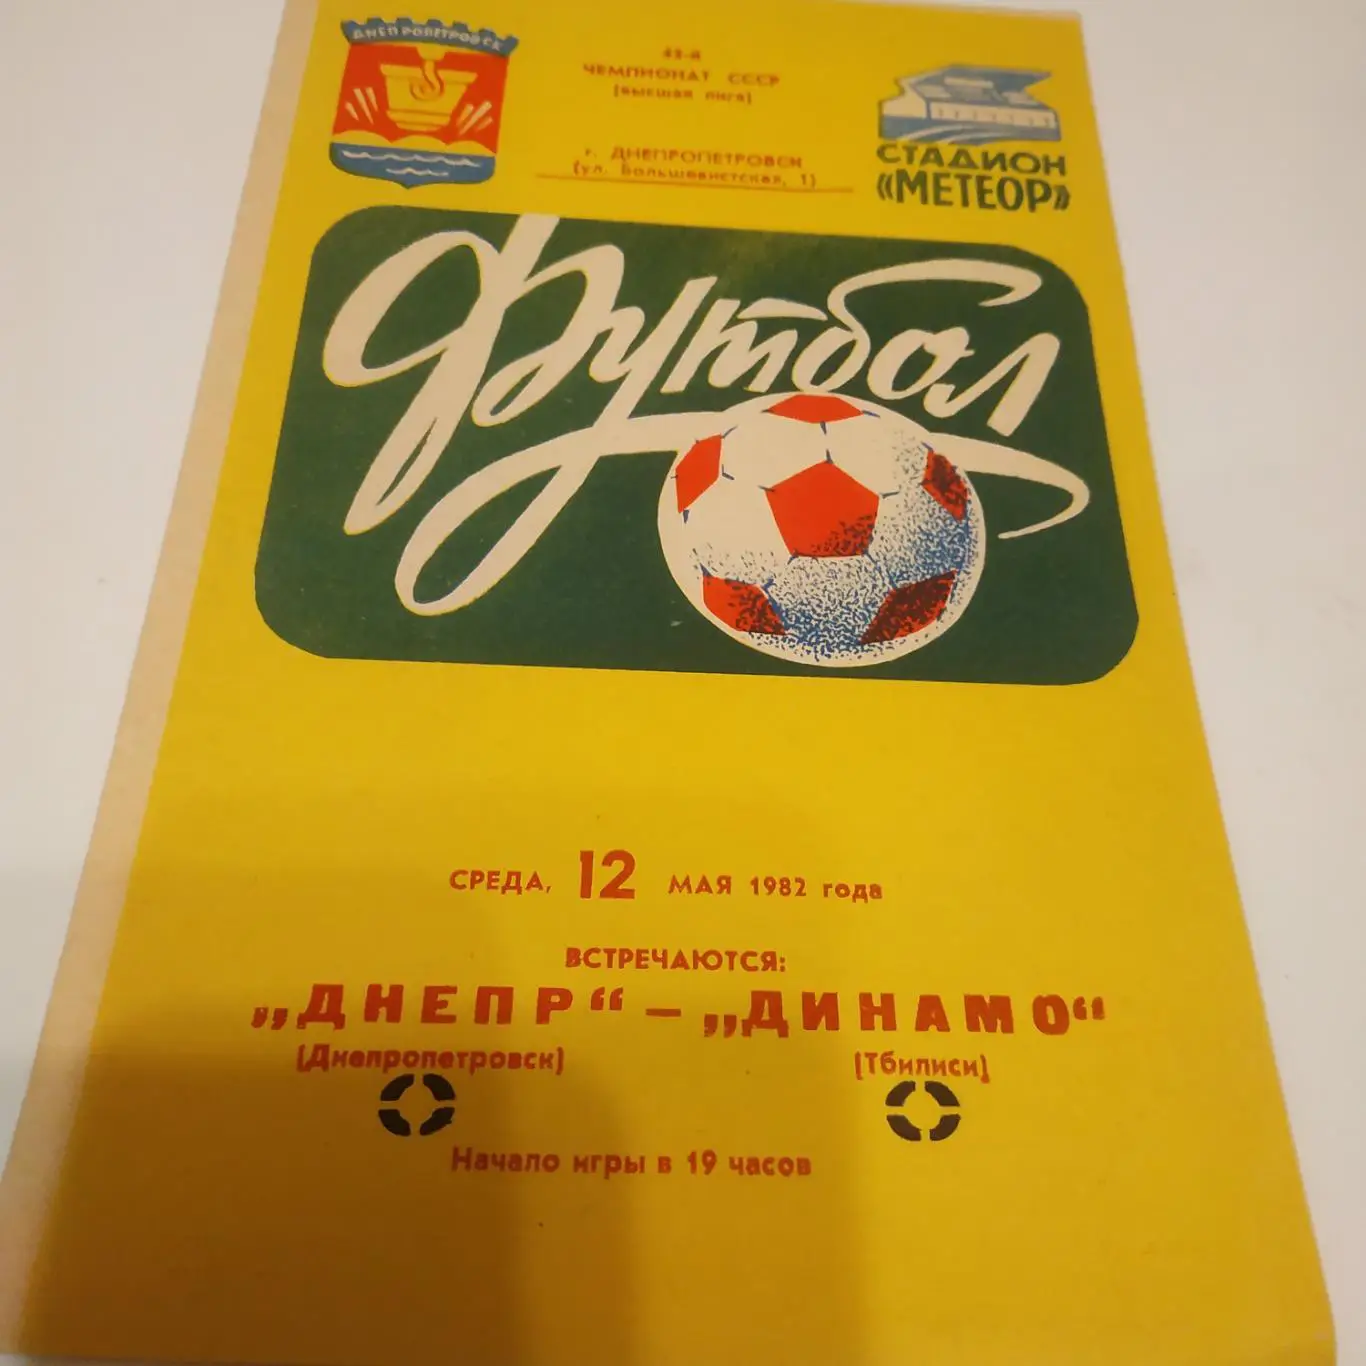 ДНЕПРОПЕТРОВСК
45-й
ЧЕМПИОНАТ СССР
(высшая лига)
г. ДНЕПРОПЕТРОВСК
(ул. Большевистская, 1)
СТАДИОН
«МЕТЕОР»
Футбол
СРЕДА, 12 МАЯ 1982 года
ВСТРЕЧАЮТСЯ:
„ДНЕПР“ – „ДИНАМО“
(Днепропетровск) (Тбилиси)
Начало игры в 19 часов